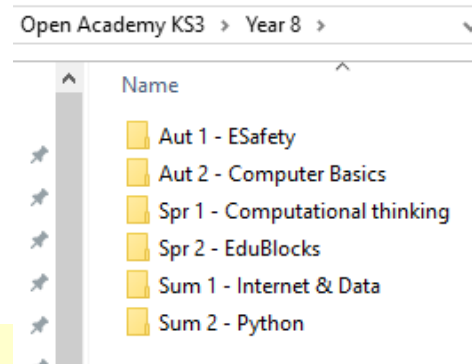 Open Academy KS3 > Year 8 >
Name
Aut 1 - ESafety
Aut 2 - Computer Basics
Spr 1 - Computational thinking
Spr 2 - EduBlocks
Sum 1 - Internet & Data
Sum 2 - Python